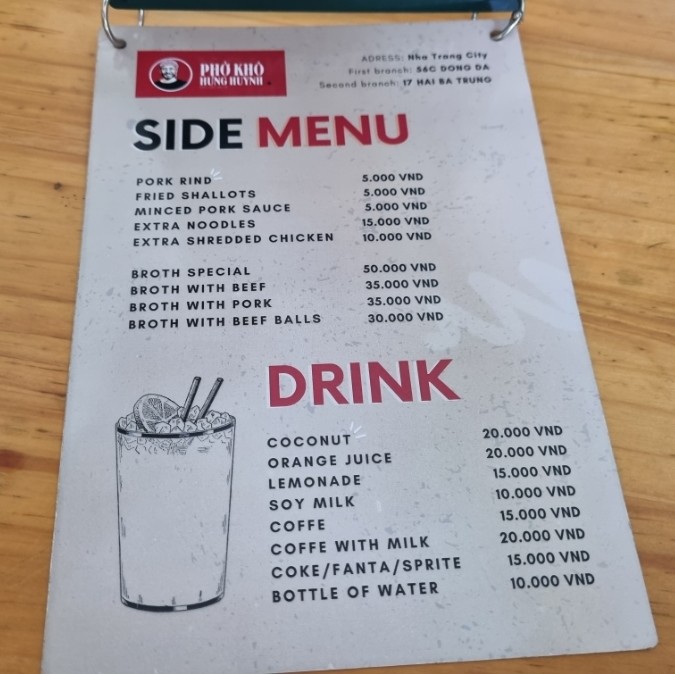 PHỞ KHÔ
HƯNG HUỲNH
ADRESS: Nha Trang City
First branch: 56C DONG DA
Second branch: 17 HAI BA TRUNG
SIDE MENU
PORK RIND 5.000 VND
FRIED SHALLOTS 5.000 VND
MINCED PORK SAUCE 5.000 VND
EXTRA NOODLES 15.000 VND
EXTRA SHREDDED CHICKEN 10.000 VND
BROTH SPECIAL 50.000 VND
BROTH WITH BEEF 35.000 VND
BROTH WITH PORK 35.000 VND
BROTH WITH BEEF BALLS 30.000 VND
DRINK
COCONUT 20.000 VND
ORANGE JUICE 20.000 VND
LEMONADE 15.000 VND
SOY MILK 10.000 VND
COFFE 15.000 VND
COFFE WITH MILK 20.000 VND
COKE/FANTA/SPRITE 15.000 VND
BOTTLE OF WATER 10.000 VND